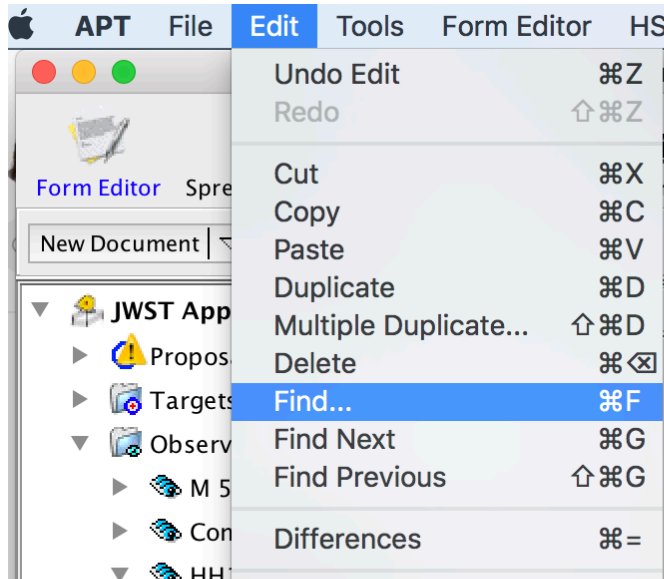 APT File Edit Tools Form Editor HS
Undo Edit ⌘Z
Redo ⇧⌘Z
Form Editor Spre
Cut ⌘X
Copy ⌘C
New Document
Paste ⌘V
Duplicate ⌘D
JWST App
Multiple Duplicate... ⇧⌘D
Propos
Delete ⌘⌫
Targets
Find... ⌘F
Observ
Find Next ⌘G
Find Previous ⇧⌘G
M 5
Con
Differences ⌘=
HH